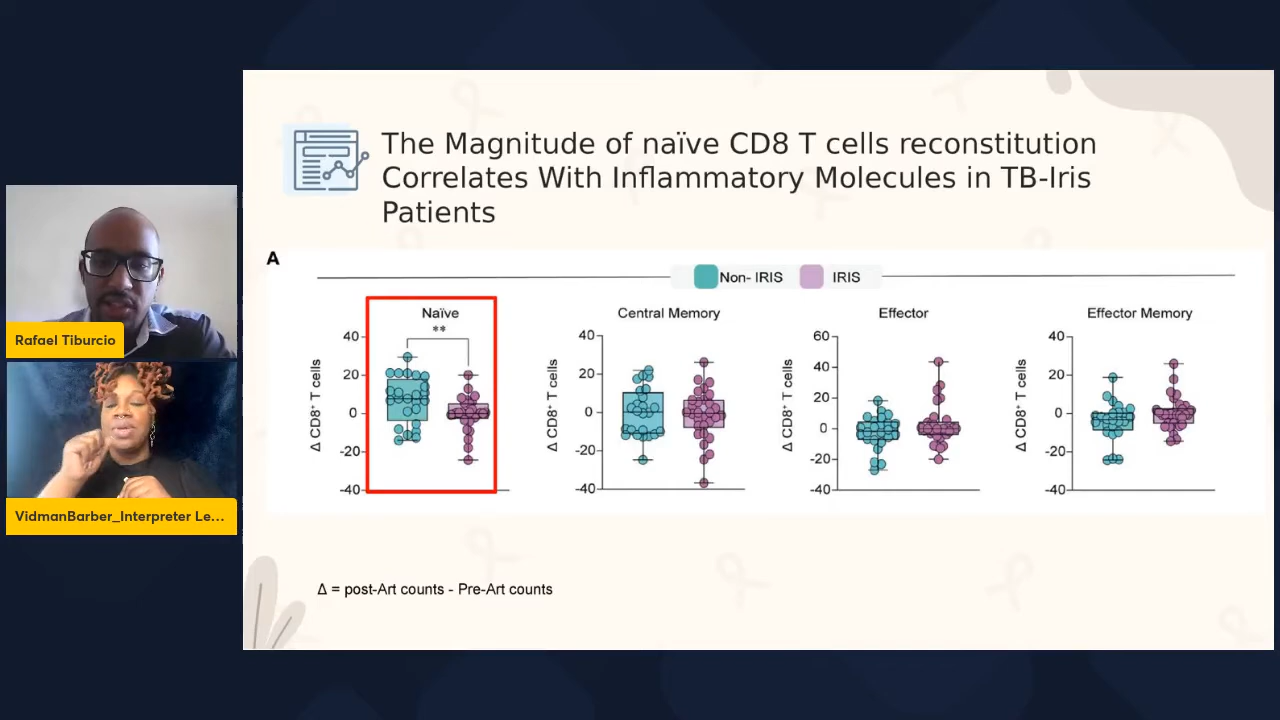 The Magnitude of naïve CD8 T cells reconstitution
Correlates With Inflammatory Molecules in TB-Iris
Patients
A
Non- IRIS
IRIS
Naïve
**
Δ CD8⁺ T cells
40
20
0
-20
-40
Central Memory
Δ CD8⁺ T cells
40
20
0
-20
-40
Effector
Δ CD8⁺ T cells
60
40
20
0
-20
-40
Effector Memory
Δ CD8⁺ T cells
40
20
0
-20
-40
Δ = post-Art counts - Pre-Art counts
Rafael Tiburcio
VidmanBarber_Interpreter Le...